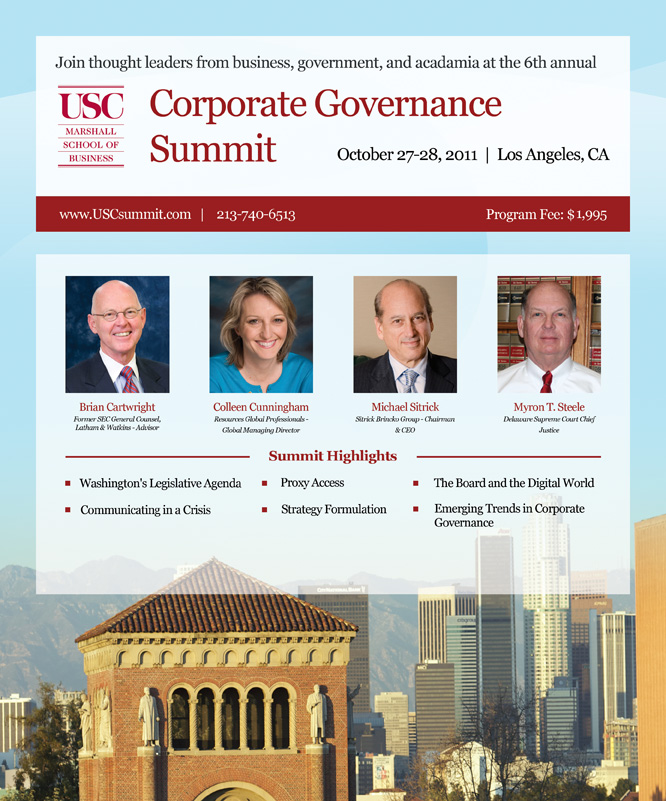 Join thought leaders from business, government, and acadamia at the 6th annual
USC
MARSHALL
SCHOOL OF
BUSINESS
Corporate Governance
Summit
October 27-28, 2011 | Los Angeles, CA
www.USCsummit.com | 213-740-6513
Program Fee: $1,995
Brian Cartwright
Former SEC General Counsel,
Latham & Watkins - Advisor
Colleen Cunningham
Resources Global Professionals -
Global Managing Director
Michael Sitrick
Sitrick Brincko Group - Chairman
& CEO
Myron T. Steele
Delaware Supreme Court Chief
Justice
Summit Highlights
Washington's Legislative Agenda
Communicating in a Crisis
Proxy Access
Strategy Formulation
The Board and the Digital World
Emerging Trends in Corporate
Governance